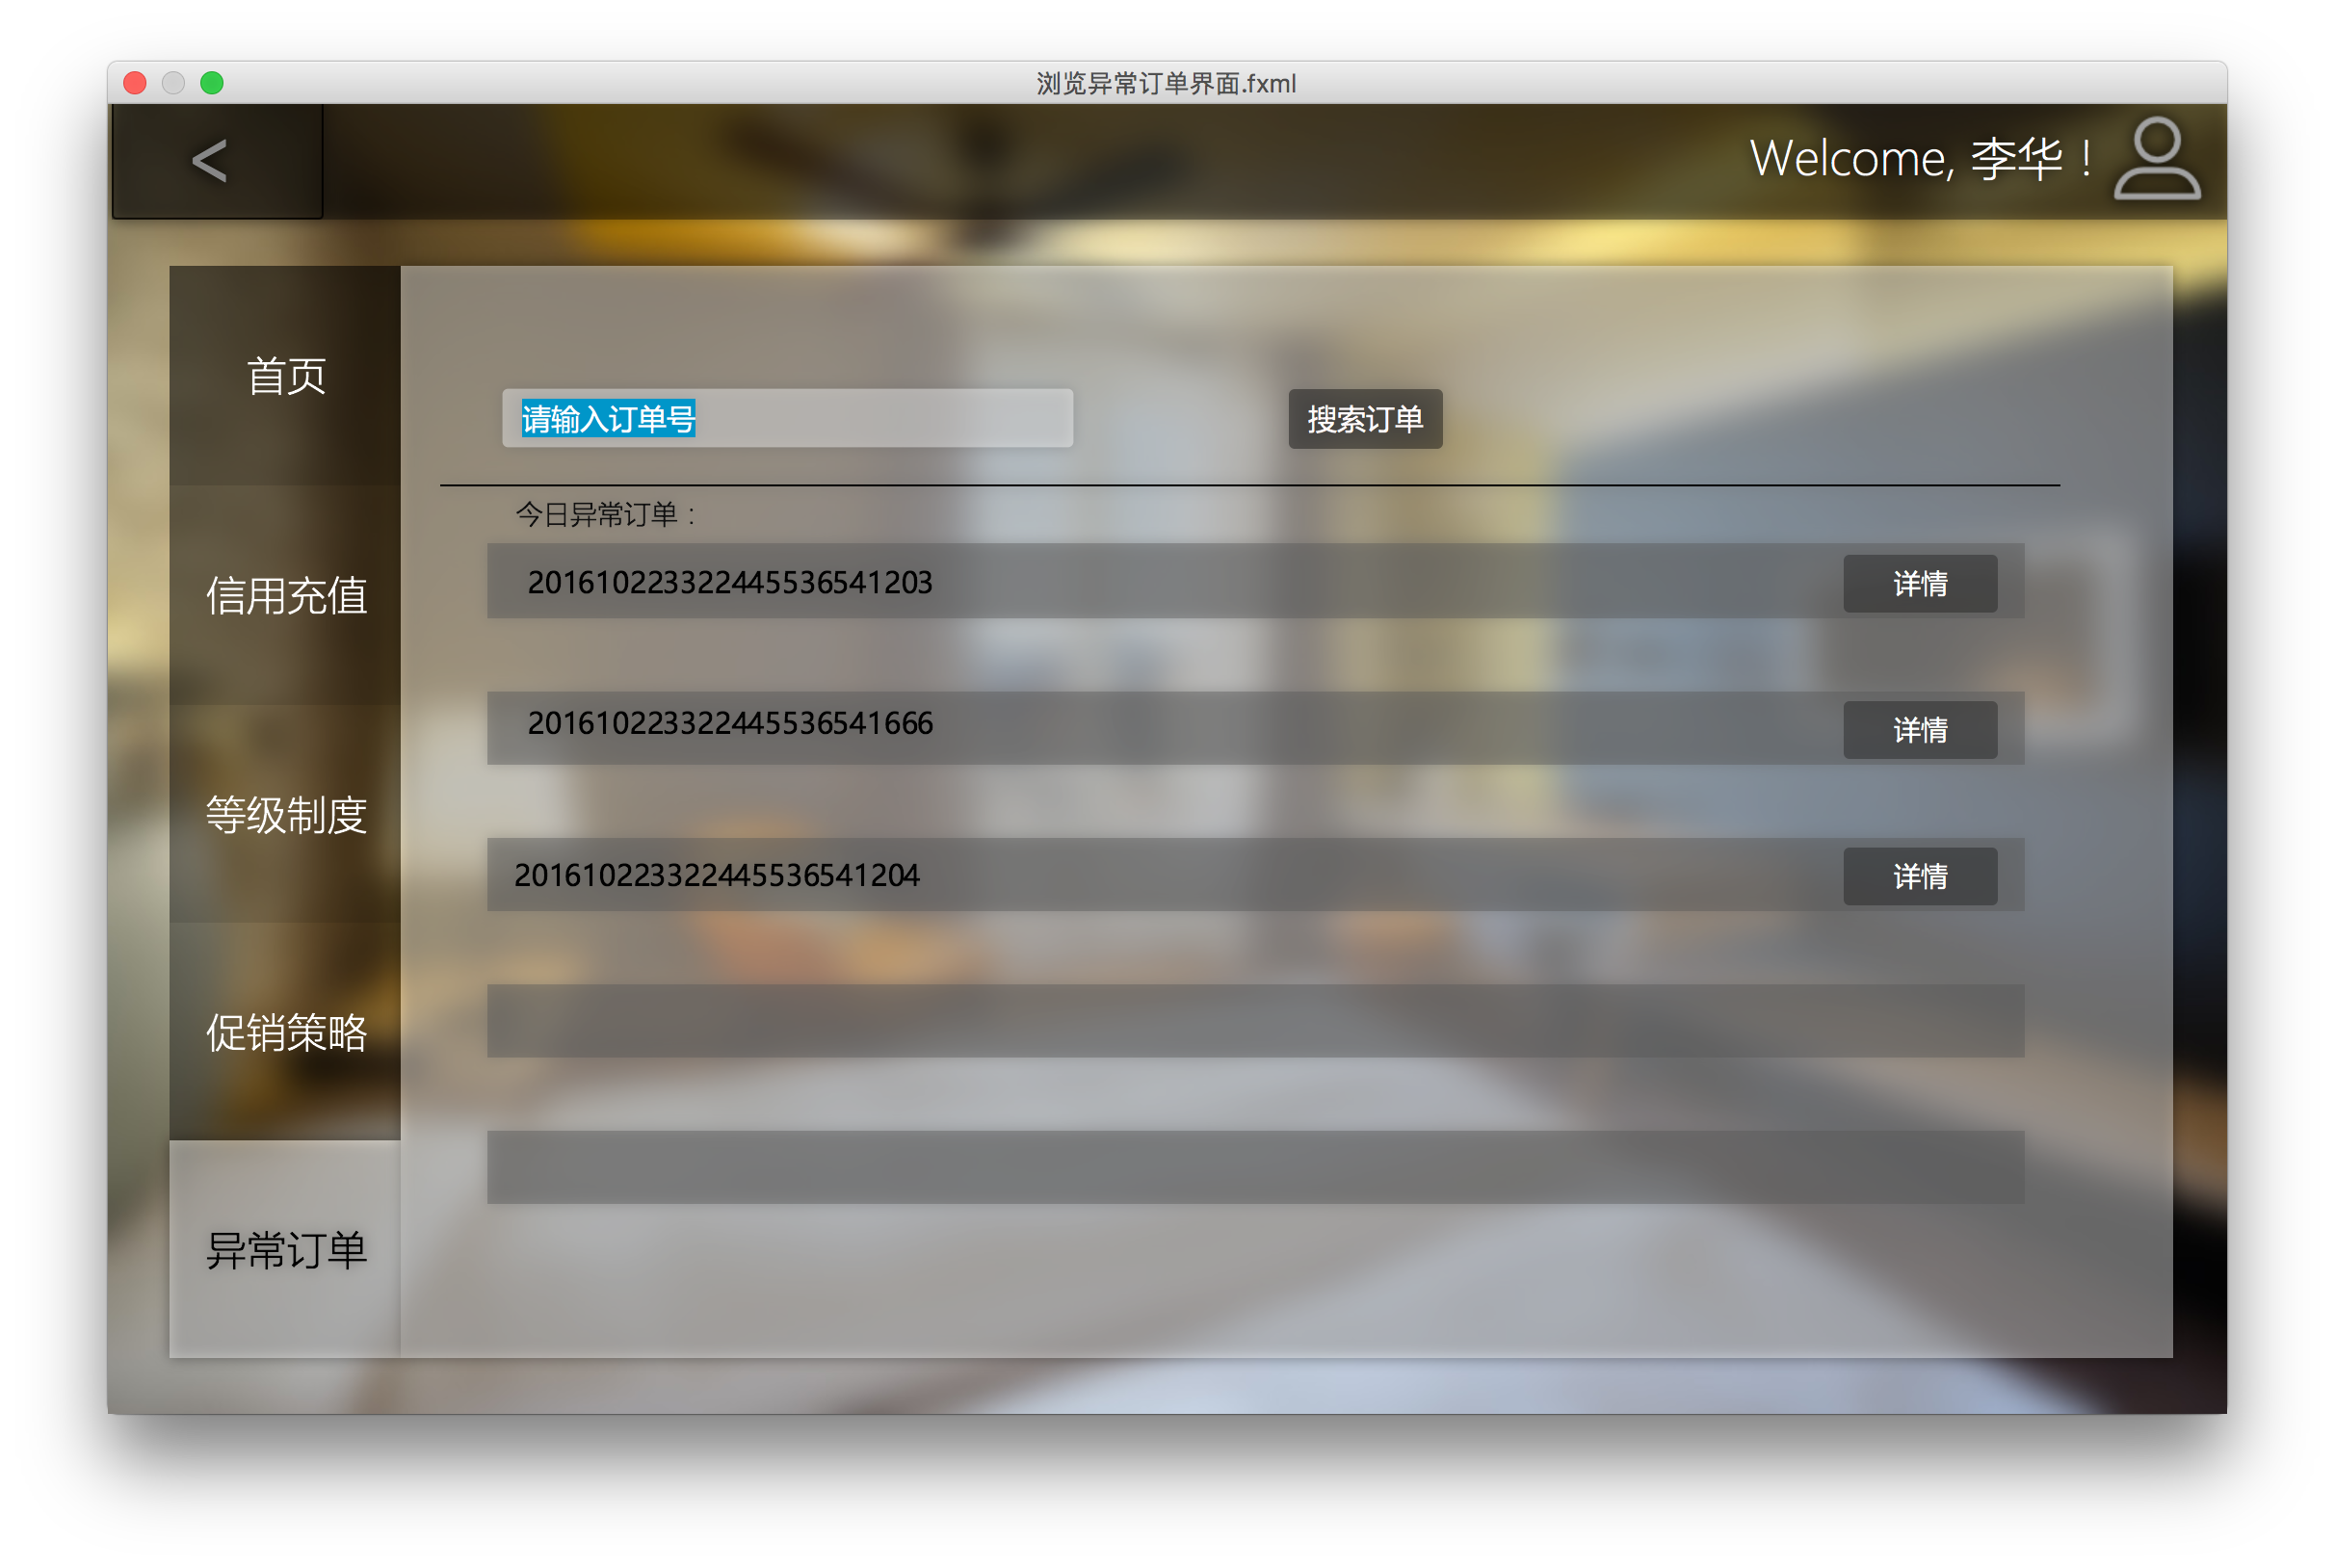 浏览异常订单界面.fxml
<
Welcome, 李华！
首页
信用充值
等级制度
促销策略
异常订单
请输入订单号
搜索订单
今日异常订单：
201610223322445536541203
详情
201610223322445536541666
详情
201610223322445536541204
详情